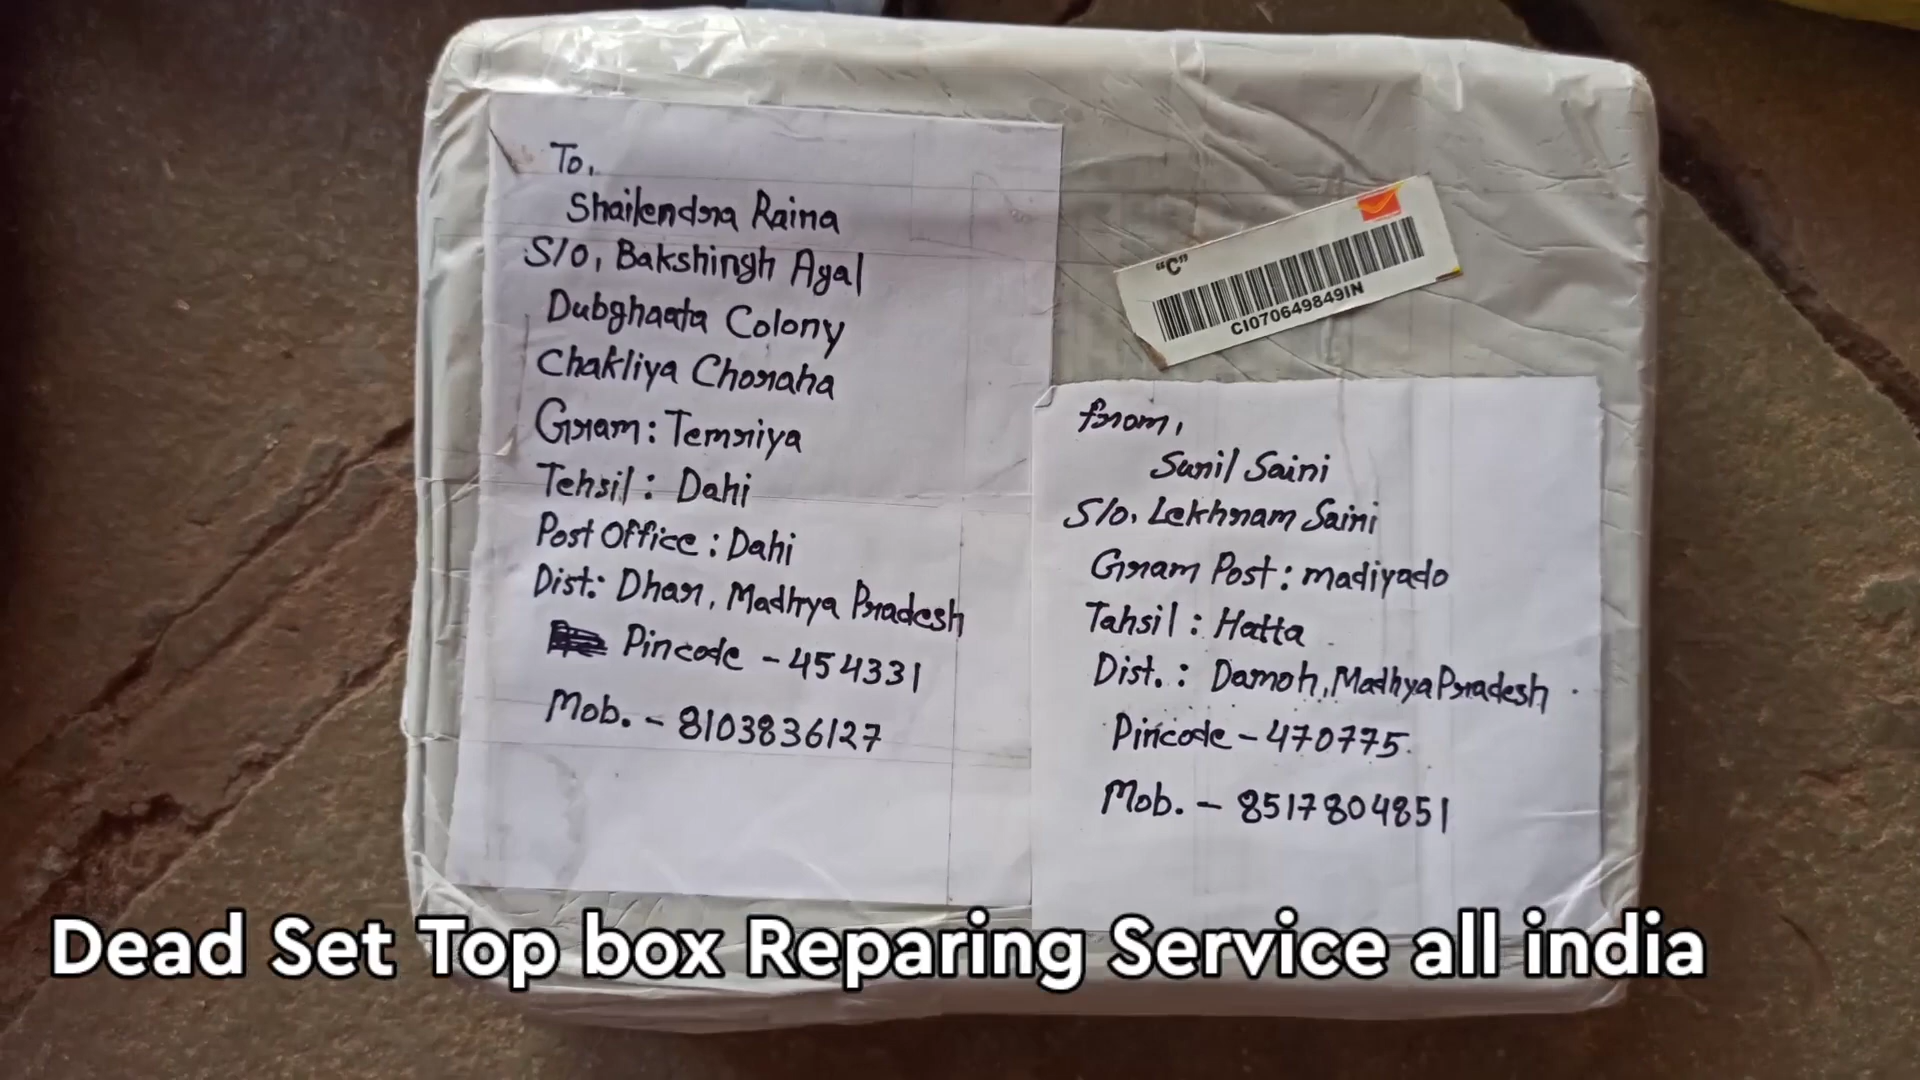 To,
Shailendra Raina
S/o, Bakshingh Ayal
Dubghaata Colony
Chakliya Choraha
Gram: Temriya
Tehsil: Dahi
Post Office: Dahi
Dist: Dhar, Madhya Pradesh
Pincode - 454331
Mob. - 8103836127
"C"
CI070649849IN
from,
Sunil Saini
S/o. Lekhram Saini
Gram Post: madiyado
Tahsil: Hatta
Dist.: Damoh, Madhya Pradesh
Pincode - 470775
Mob. - 8517804851
Dead Set Top box Reparing Service all india